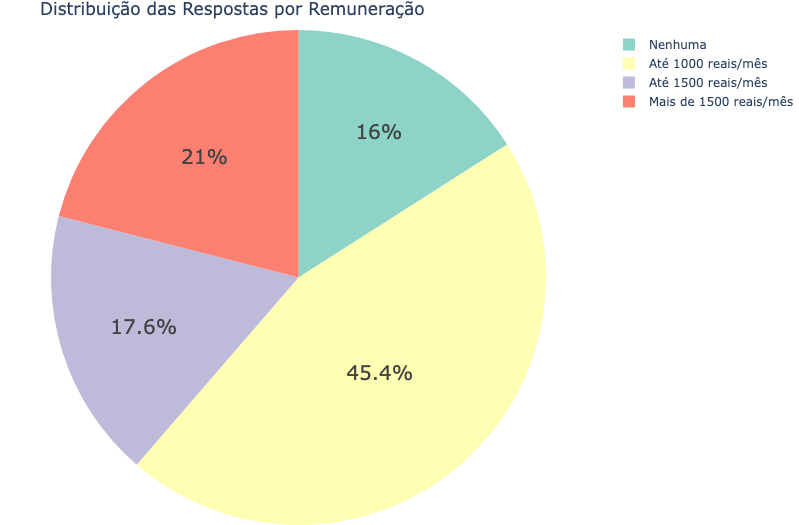 Distribuição das Respostas por Remuneração
Nenhuma
Até 1000 reais/mês
Até 1500 reais/mês
Mais de 1500 reais/mês
16%
21%
17.6%
45.4%